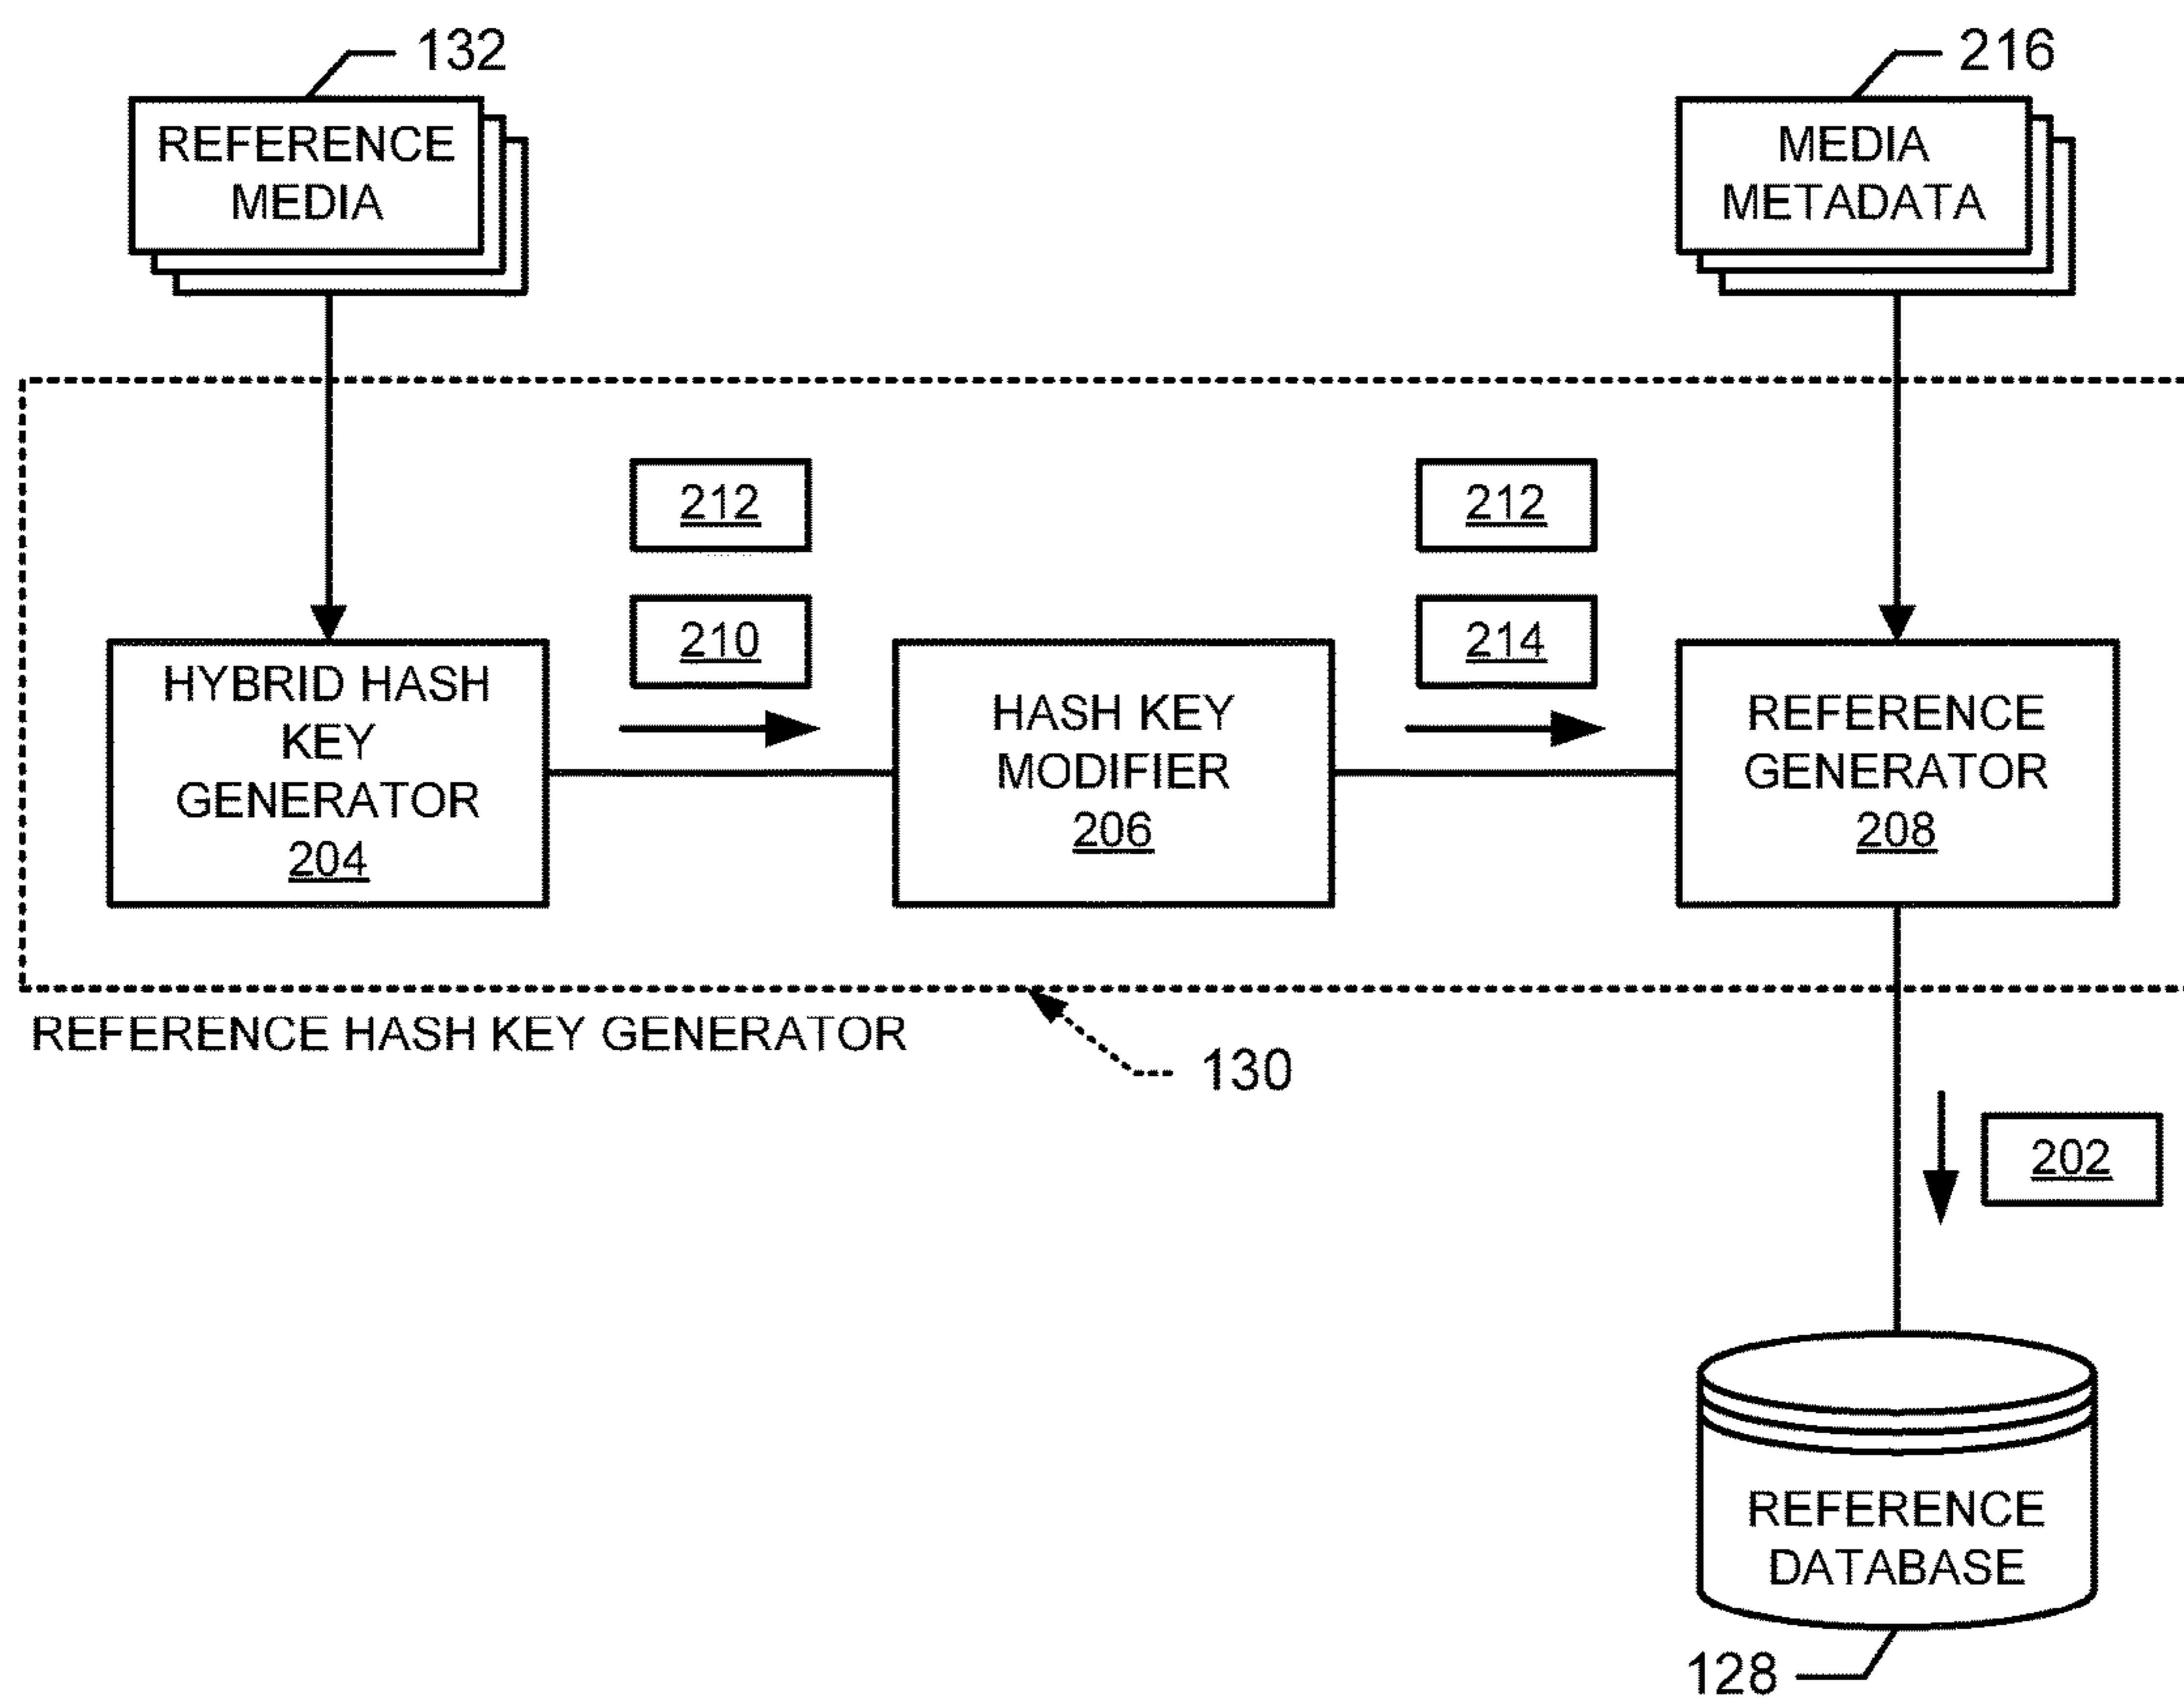 132
216
REFERENCE
MEDIA
MEDIA
METADATA
212
212
210
214
HYBRID HASH
KEY
GENERATOR
204
HASH KEY
MODIFIER
206
REFERENCE
GENERATOR
208
REFERENCE HASH KEY GENERATOR
130
202
REFERENCE
DATABASE
128